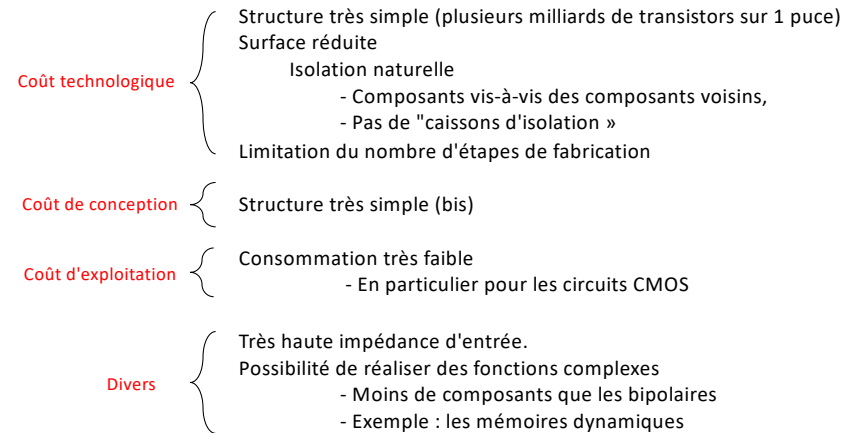 Coût technologique
Structure très simple (plusieurs milliards de transistors sur 1 puce)
Surface réduite
Isolation naturelle
- Composants vis-à-vis des composants voisins,
- Pas de "caissons d'isolation »
Limitation du nombre d'étapes de fabrication
Coût de conception
Structure très simple (bis)
Coût d'exploitation
Consommation très faible
- En particulier pour les circuits CMOS
Divers
Très haute impédance d'entrée.
Possibilité de réaliser des fonctions complexes
- Moins de composants que les bipolaires
- Exemple : les mémoires dynamiques